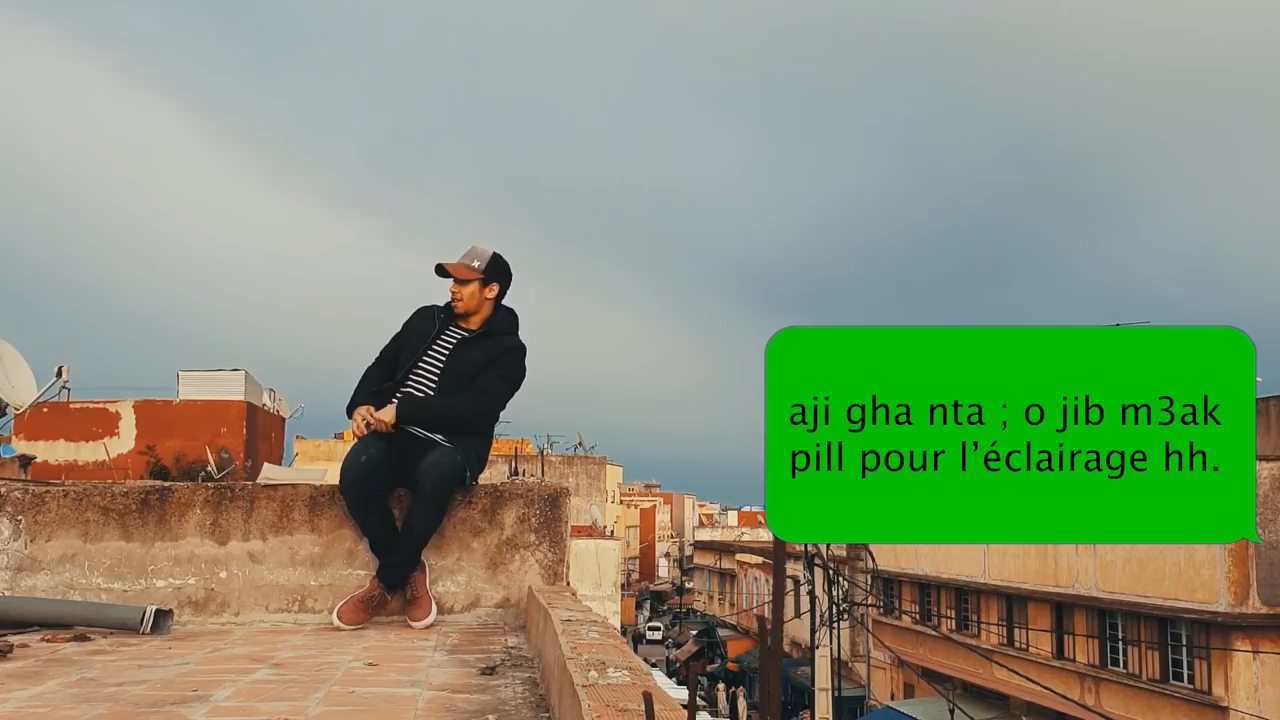 aji gha nta ; o jib m3ak
pill pour l’éclairage hh.